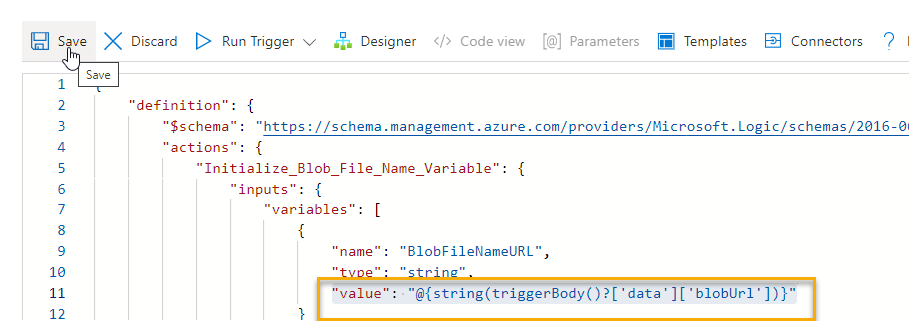 Save Discard Run Trigger Designer </> Code view [@] Parameters Templates Connectors ?
Save
1 {
2 "definition": {
3 "$schema": "https://schema.management.azure.com/providers/Microsoft.Logic/schemas/2016-0
4 "actions": {
5 "Initialize_Blob_File_Name_Variable": {
6 "inputs": {
7 "variables": [
8 {
9 "name": "BlobFileNameURL",
10 "type": "string",
11 "value": "@{string(triggerBody()?['data']['blobUrl'])}"
12 }